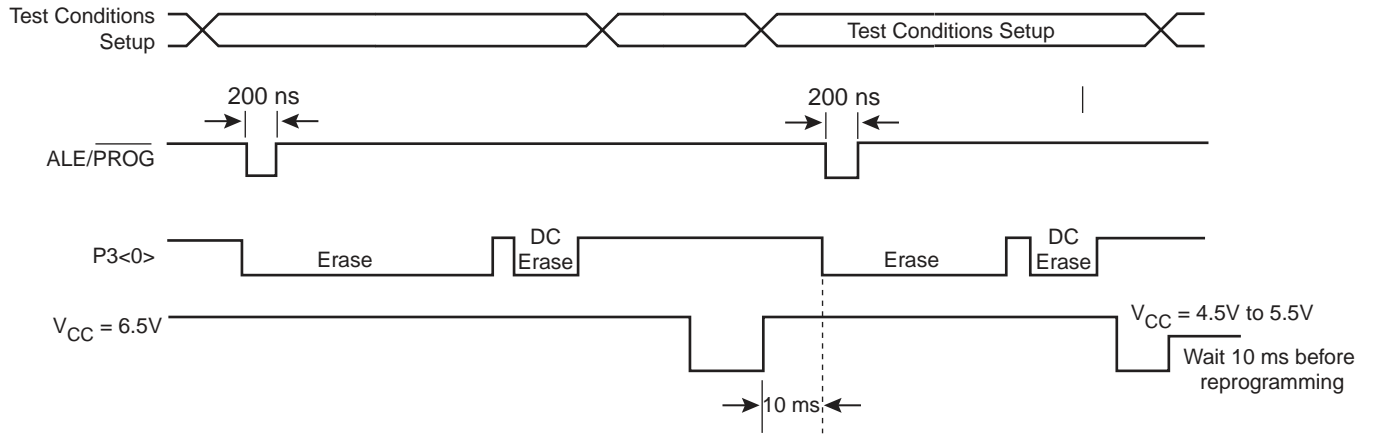 Test Conditions
Setup
Test Conditions Setup
200 ns
200 ns
ALE/PROG
P3<0>
Erase
DC
Erase
Erase
DC
Erase
VCC = 6.5V
VCC = 4.5V to 5.5V
Wait 10 ms before
reprogramming
10 ms